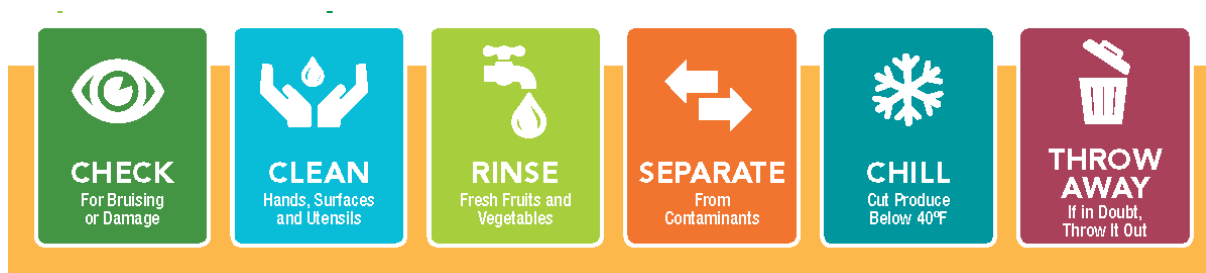 CHECK
For Bruising
or Damage
CLEAN
Hands, Surfaces
and Utensils
RINSE
Fresh Fruits and
Vegetables
SEPARATE
From
Contaminants
CHILL
Cut Produce
Below 40ºF
THROW
AWAY
If in Doubt,
Throw It Out